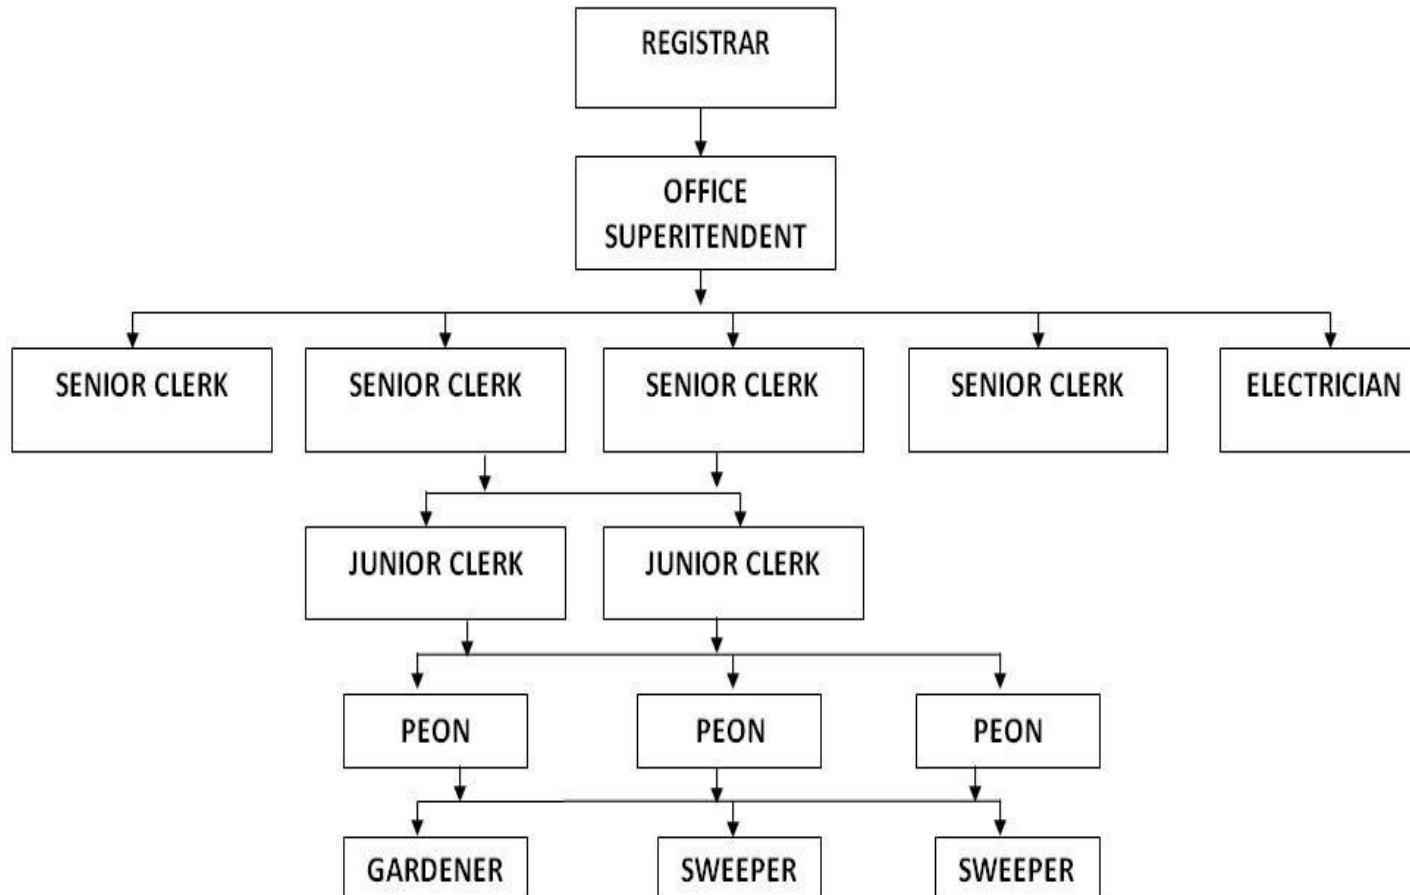 REGISTRAR
OFFICE
SUPERITENDENT
SENIOR CLERK
SENIOR CLERK
SENIOR CLERK
SENIOR CLERK
ELECTRICIAN
JUNIOR CLERK
JUNIOR CLERK
PEON
PEON
PEON
GARDENER
SWEEPER
SWEEPER